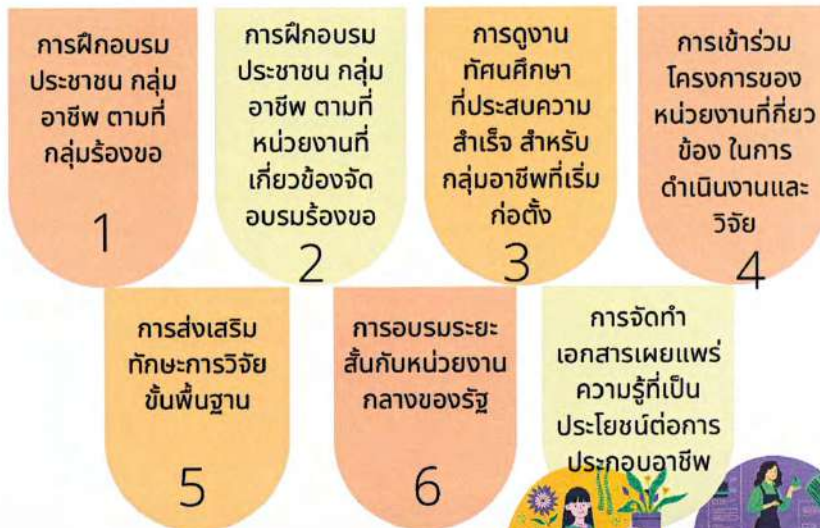 การฝึกอบรม
ประชาชน กลุ่ม
อาชีพ ตามที่
กลุ่มร้องขอ
1
การฝึกอบรม
ประชาชน กลุ่ม
อาชีพ ตามที่
หน่วยงานที่
เกี่ยวข้องจัด
อบรมร้องขอ
2
การดูงาน
ทัศนศึกษา
ที่ประสบความ
สำเร็จ สำหรับ
กลุ่มอาชีพที่เริ่ม
ก่อตั้ง
3
การเข้าร่วม
โครงการของ
หน่วยงานที่กี่ยว
ข้อง ในการ
ดำเนินงานและ
วิจัย
4
การส่งเสริม
ทักษะการวิจัย
ขั้นพื้นฐาน
5
การอบรมระยะ
สั้นกับหน่วยงาน
กลางของรัฐ
6
การจัดทำ
เอกสารเผยแพร่
ความรู้ที่เป็น
ประโยชน์ต่อการ
ประกอบอาชีพ